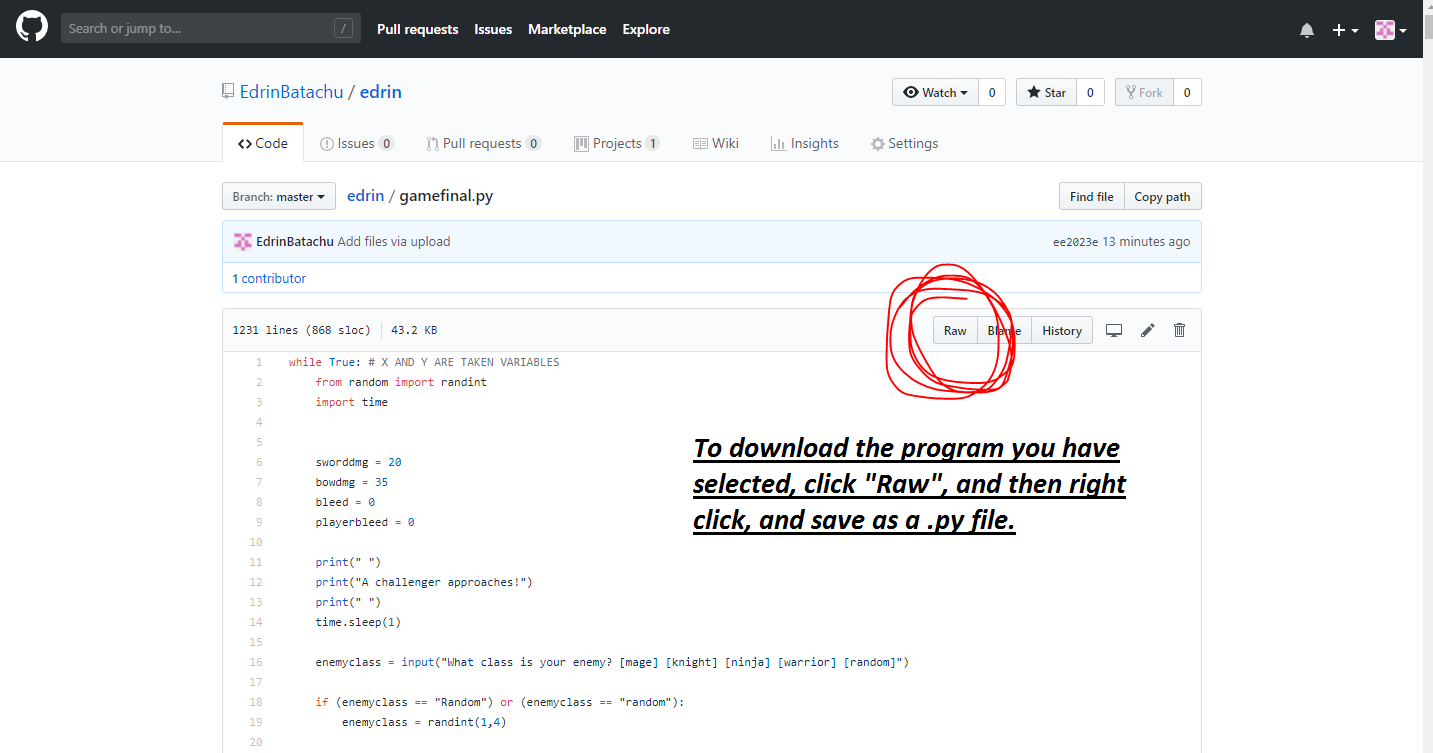 Search or jump to... /
Pull requests Issues Marketplace Explore
EdrinBatachu / edrin
Watch 0 Star 0 Fork 0
Code Issues 0 Pull requests 0 Projects 1 Wiki Insights Settings
Branch: master edrin / gamefinal.py Find file Copy path
EdrinBatachu Add files via upload ee2023e 13 minutes ago
1 contributor
1231 lines (868 sloc) 43.2 KB Raw Blame History
1 while True: # X AND Y ARE TAKEN VARIABLES
2 from random import randint
3 import time
4
5
6 sworddmg = 20
7 bowdmg = 35
8 bleed = 0
9 playerbleed = 0
10
11 print(" ")
12 print("A challenger approaches!")
13 print(" ")
14 time.sleep(1)
15
16 enemyclass = input("What class is your enemy? [mage] [knight] [ninja] [warrior] [random]")
17
18 if (enemyclass == "Random") or (enemyclass == "random"):
19 enemyclass = randint(1,4)
20
To download the program you have
selected, click "Raw", and then right
click, and save as a .py file.